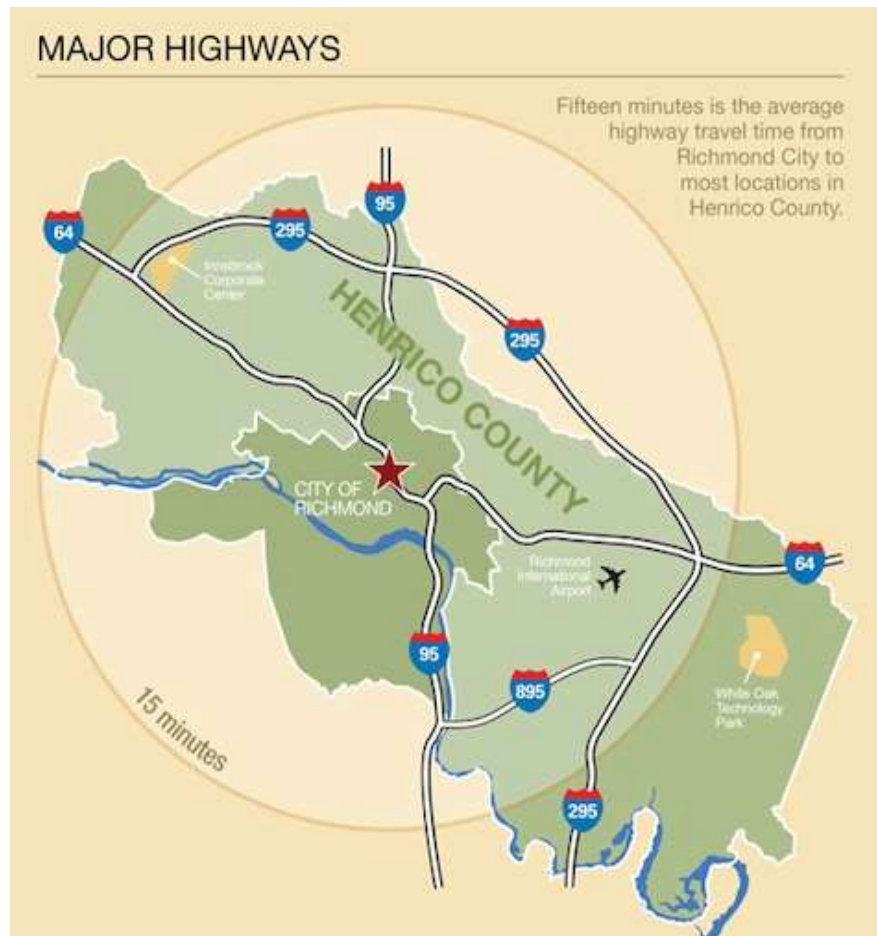 MAJOR HIGHWAYS
Fifteen minutes is the average
highway travel time from
Richmond City to
most locations in
Henrico County.
95
64
295
Innsbrook
Corporate
Center
295
HENRICO COUNTY
CITY OF
RICHMOND
Richmond
International
Airport
64
95
895
White Oak
Technology
Park
15 minutes
295